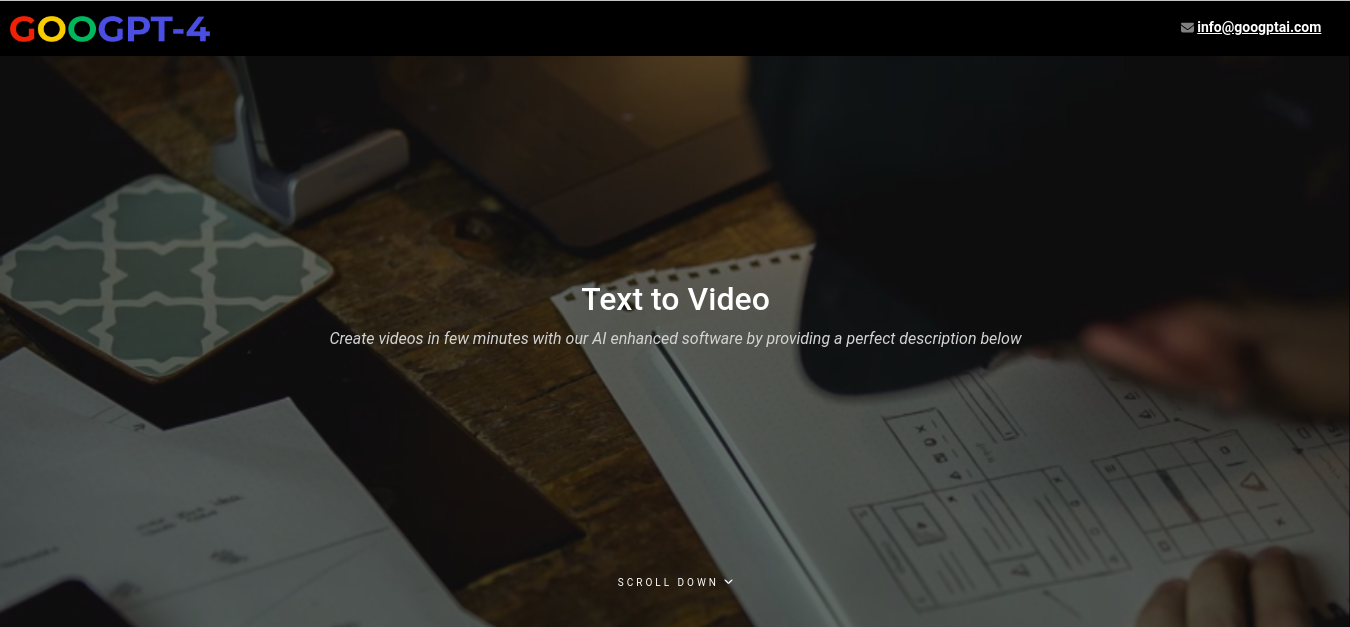 GOOGPT-4
info@googptai.com
Text to Video
Create videos in few minutes with our AI enhanced software by providing a perfect description below
SCROLL DOWN